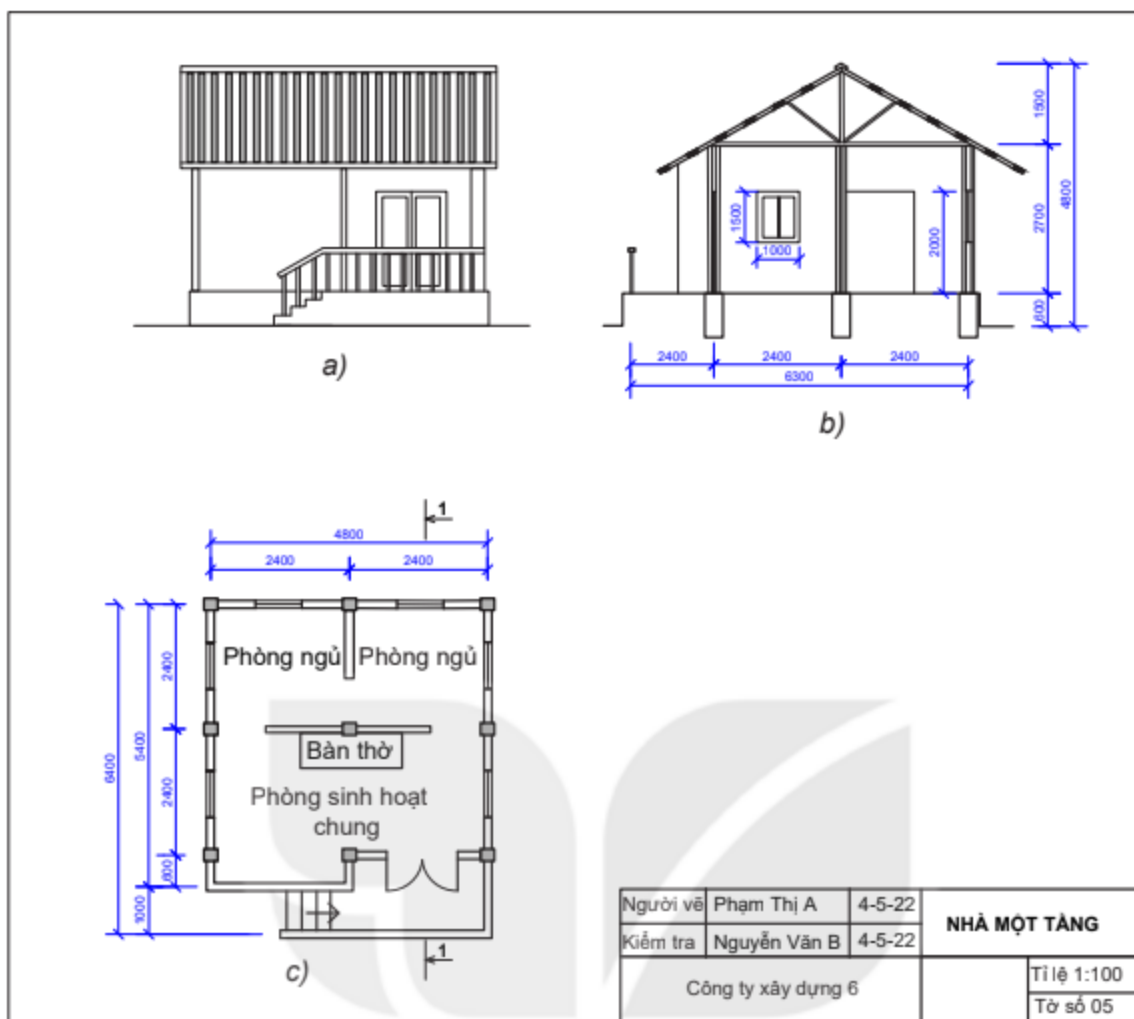 1500
2700
4800
600
1500
1000
2000
2400 2400 2400
6300
a)
b)
1
4800
2400 2400
Phòng ngủ Phòng ngủ
2400
5400
6400
Bàn thờ
2400
Phòng sinh hoạt
chung
600
1000
1
c)
Người vẽ Phạm Thị A 4-5-22
NHÀ MỘT TẦNG
Kiểm tra Nguyễn Văn B 4-5-22
Công ty xây dựng 6
Tỉ lệ 1:100
Tờ số 05